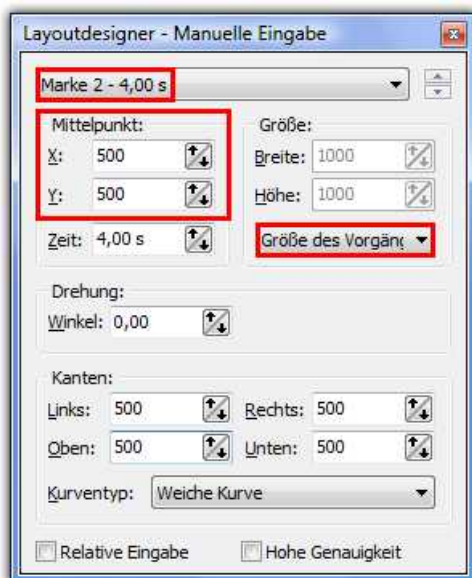 Layoutdesigner - Manuelle Eingabe
Marke 2 - 4,00 s
Mittelpunkt:
X: 500
Y: 500
Zeit: 4,00 s
Größe:
Breite: 1000
Höhe: 1000
Größe des Vorgäng
Drehung:
Winkel: 0,00
Kanten:
Links: 500 Rechts: 500
Oben: 500 Unten: 500
Kurventyp: Weiche Kurve
Relative Eingabe Hohe Genauigkeit